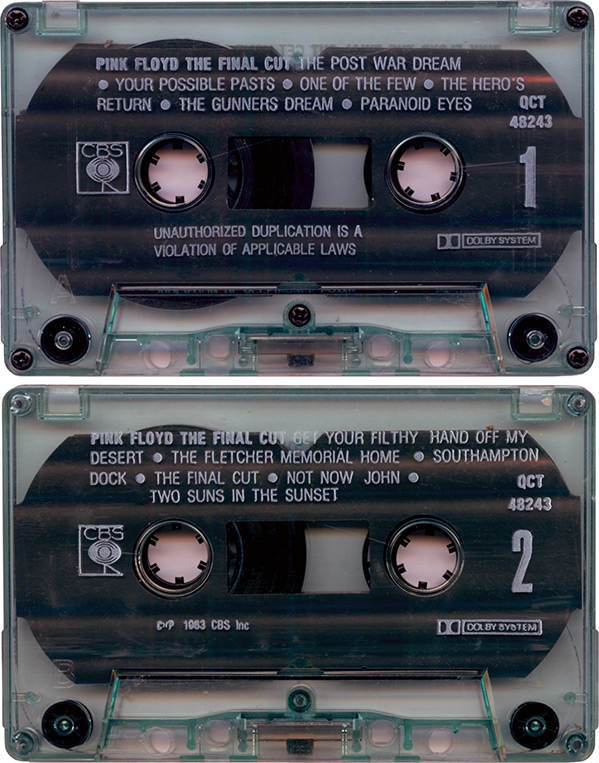 PINK FLOYD THE FINAL CUT THE POST WAR DREAM
● YOUR POSSIBLE PASTS ● ONE OF THE FEW ● THE HERO'S
RETURN ● THE GUNNERS DREAM ● PARANOID EYES
QCT
48243
CBS
1
UNAUTHORIZED DUPLICATION IS A
VIOLATION OF APPLICABLE LAWS
DOLBY SYSTEM
A
PINK FLOYD THE FINAL CUT GET YOUR FILTHY HAND OFF MY
DESERT ● THE FLETCHER MEMORIAL HOME ● SOUTHAMPTON
DOCK ● THE FINAL CUT ● NOT NOW JOHN ●
TWO SUNS IN THE SUNSET
QCT
48243
CBS
2
©℗ 1983 CBS Inc
DOLBY SYSTEM
B